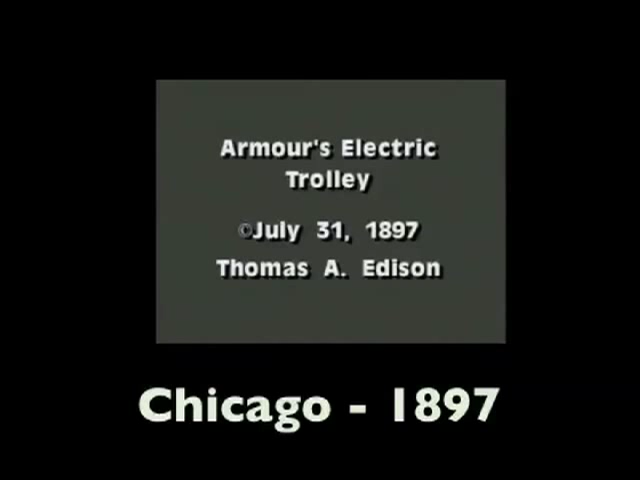 Armour's Electric
Trolley
©July 31, 1897
Thomas A. Edison
Chicago - 1897